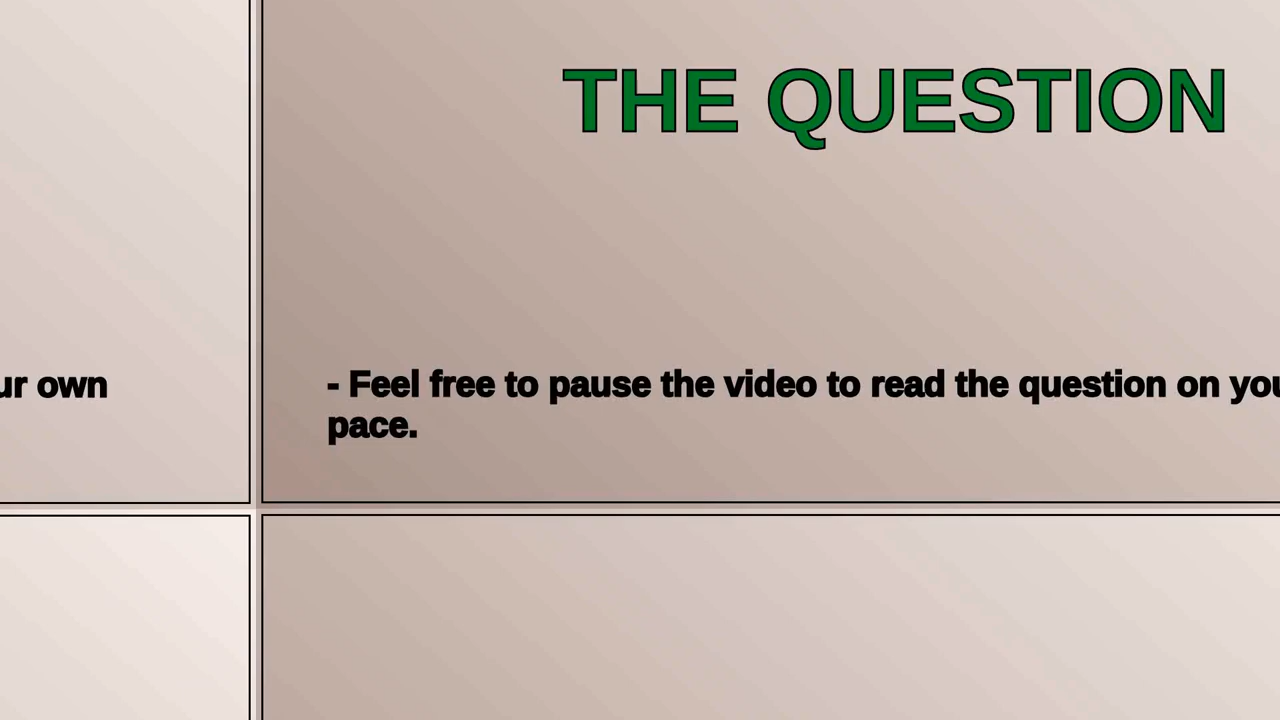 THE QUESTION
ur own
- Feel free to pause the video to read the question on you
pace.